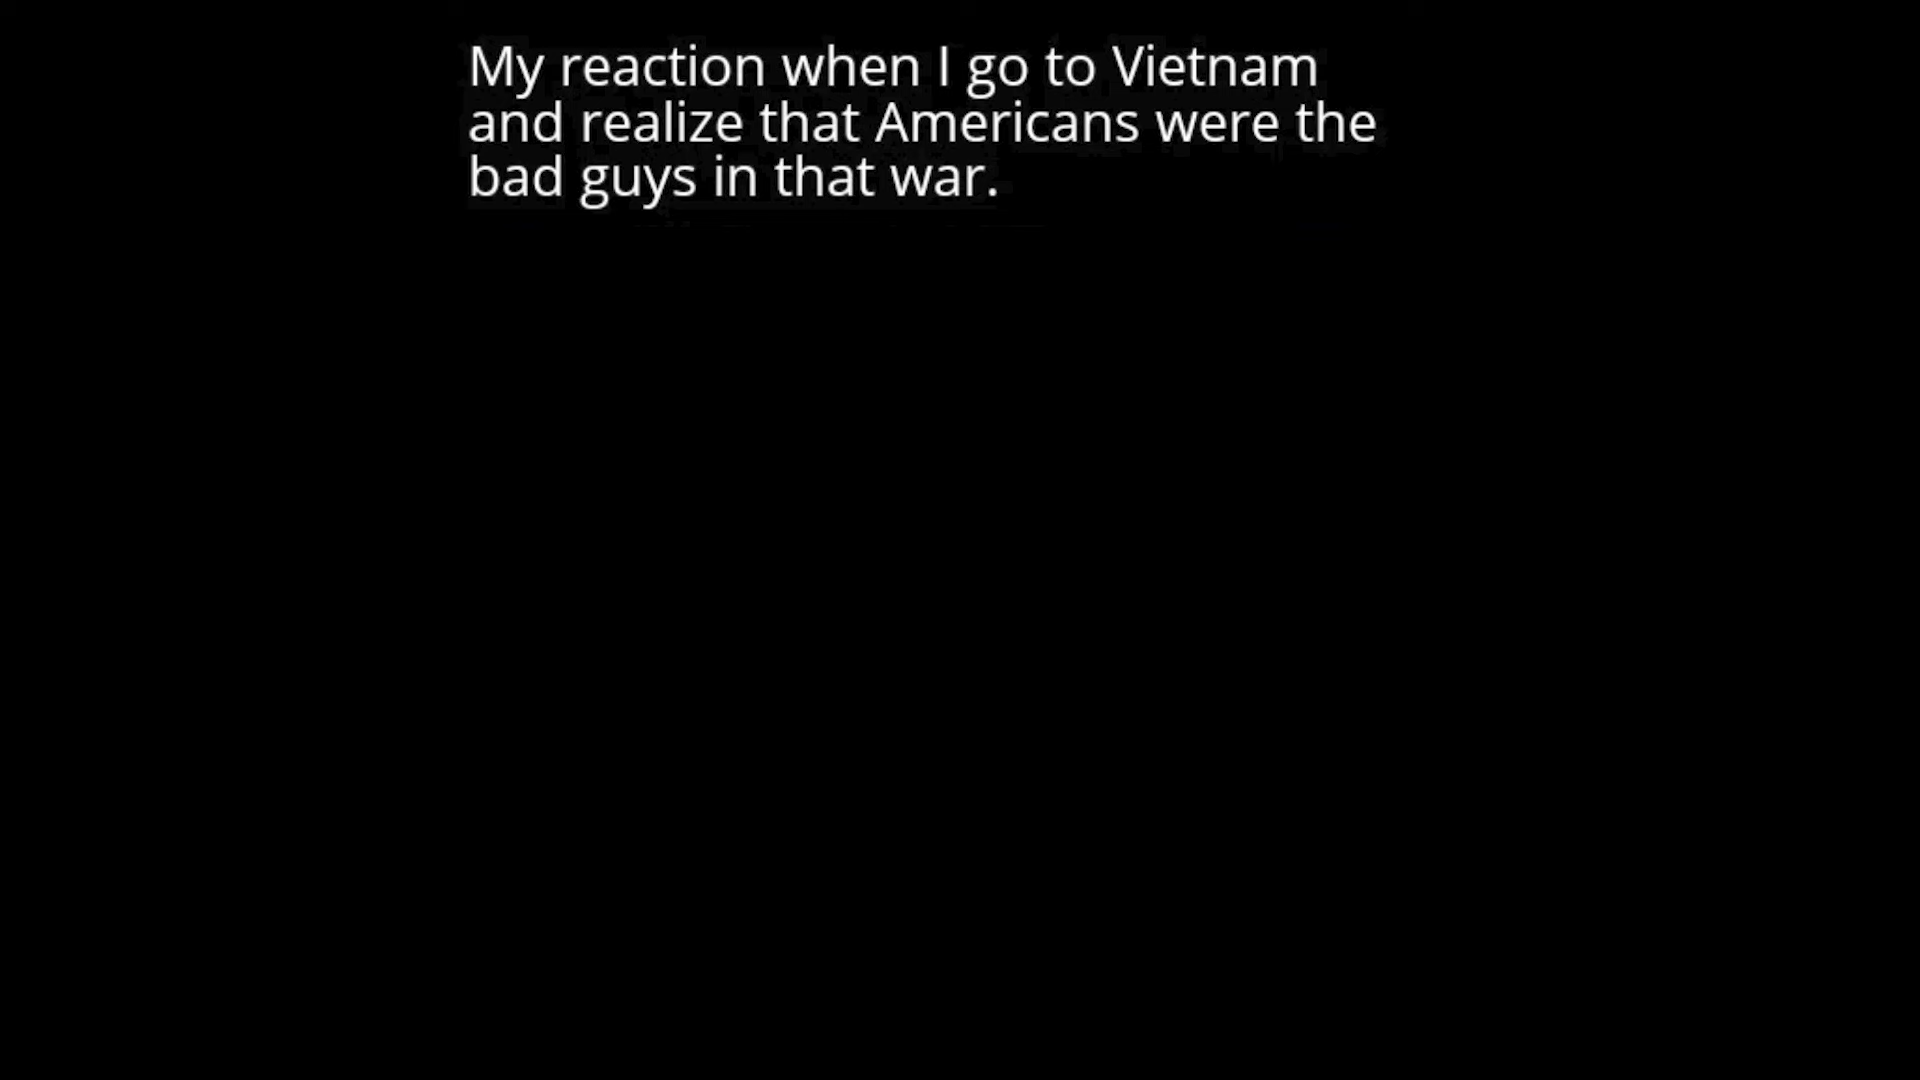 My reaction when I go to Vietnam
and realize that Americans were the
bad guys in that war.